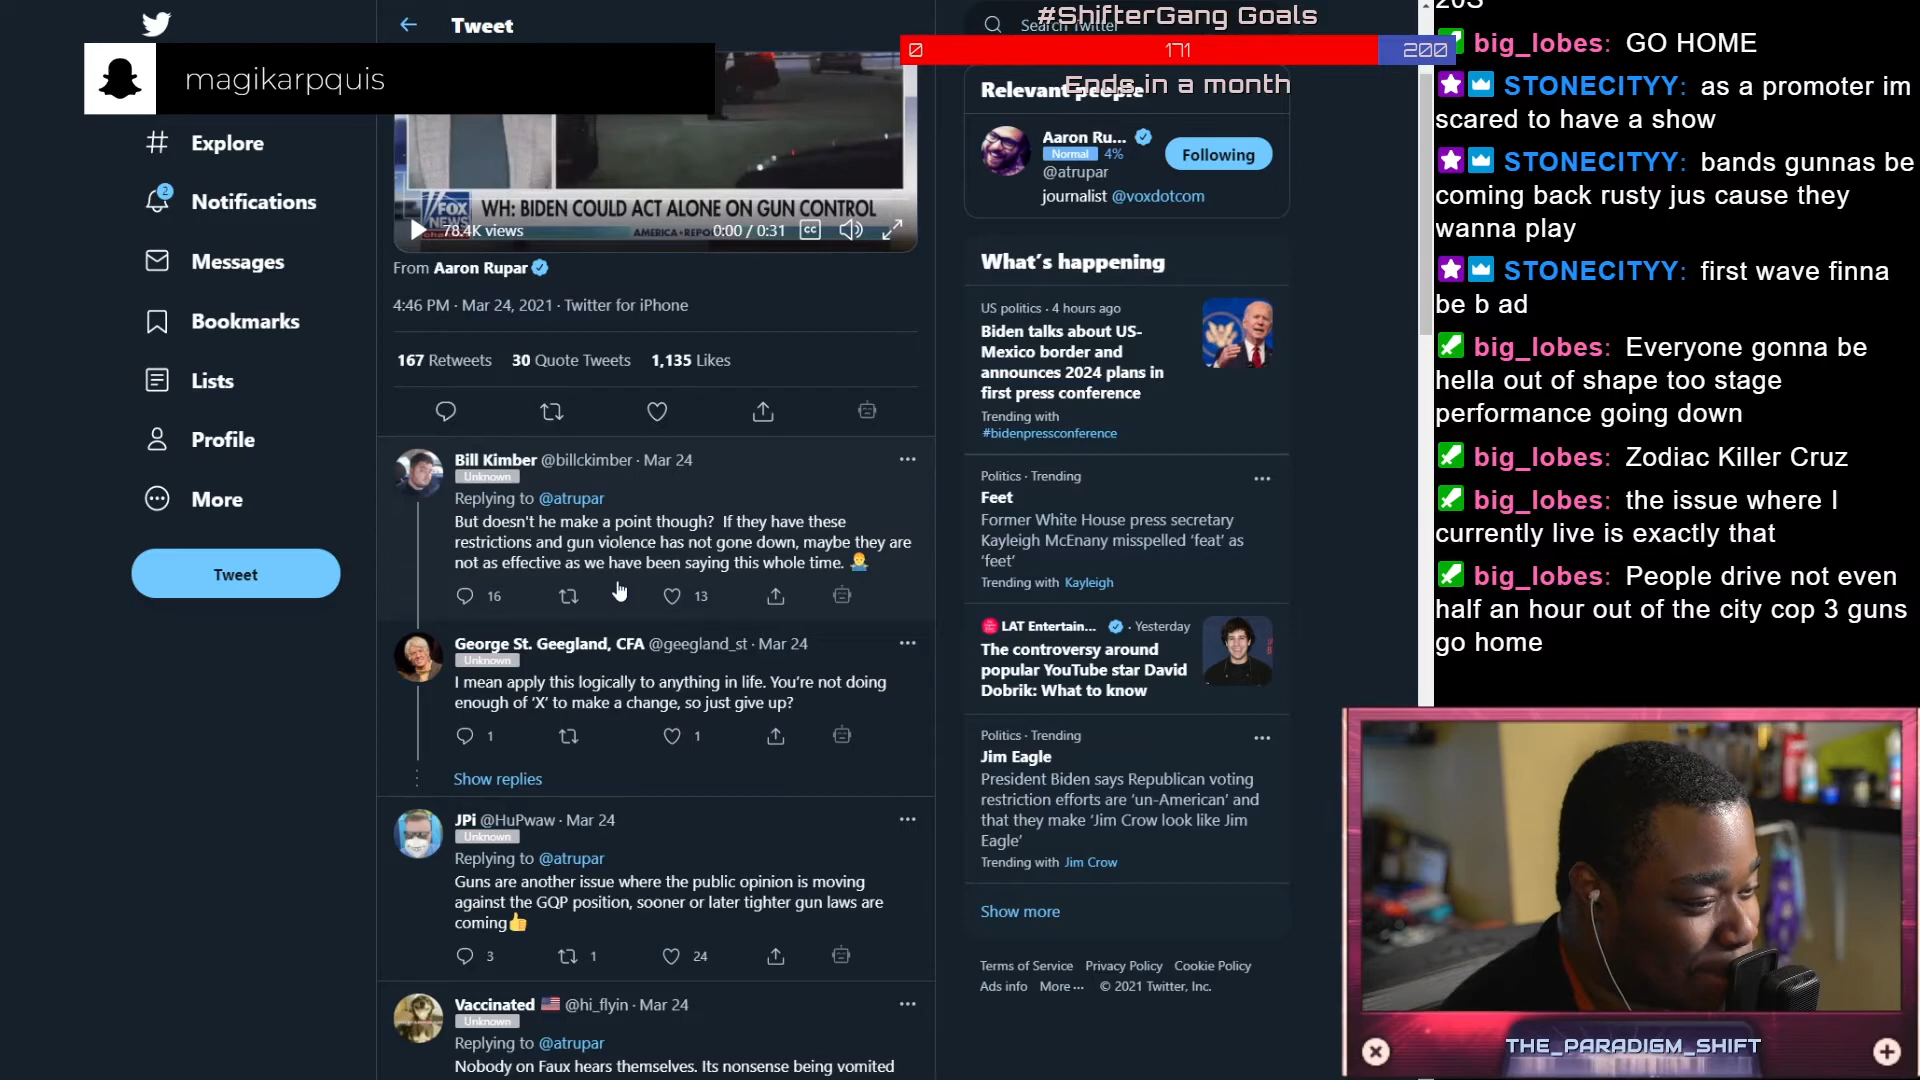 Tweet
magikarpquis
Explore
2
Notifications
Messages
Bookmarks
Lists
Profile
More
Tweet
FOX
NEWS
WH: BIDEN COULD ACT ALONE ON GUN CONTROL
78.4K views
0:00 / 0:31
CC
From Aaron Rupar
4:46 PM · Mar 24, 2021 · Twitter for iPhone
167 Retweets 30 Quote Tweets 1,135 Likes
Bill Kimber @billckimber · Mar 24
Unknown
Replying to @atrupar
But doesn't he make a point though? If they have these
restrictions and gun violence has not gone down, maybe they are
not as effective as we have been saying this whole time. 🤷‍♂️
16 13
George St. Geegland, CFA @geegland_st · Mar 24
Unknown
I mean apply this logically to anything in life. You're not doing
enough of 'X' to make a change, so just give up?
1 1
Show replies
JPi @HuPwaw · Mar 24
Unknown
Replying to @atrupar
Guns are another issue where the public opinion is moving
against the GQP position, sooner or later tighter gun laws are
coming👍
3 1 24
Vaccinated 🇺🇸 @hi_flyin · Mar 24
Unknown
Replying to @atrupar
Nobody on Faux hears themselves. Its nonsense being vomited
#ShifterGang Goals
Search Twitter
0 171 200
Ends in a month
Relevant people
Aaron Ru...
Normal 4%
@atrupar
Following
journalist @voxdotcom
What's happening
US politics · 4 hours ago
Biden talks about US-
Mexico border and
announces 2024 plans in
first press conference
Trending with
#bidenpressconference
Politics · Trending
Feet
Former White House press secretary
Kayleigh McEnany misspelled 'feat' as
'feet'
Trending with Kayleigh
LAT Entertain... · Yesterday
The controversy around
popular YouTube star David
Dobrik: What to know
Politics · Trending
Jim Eagle
President Biden says Republican voting
restriction efforts are 'un-American' and
that they make 'Jim Crow look like Jim
Eagle'
Trending with Jim Crow
Show more
Terms of Service Privacy Policy Cookie Policy
Ads info More ··· © 2021 Twitter, Inc.
big_lobes: GO HOME
STONECITYY: as a promoter im
scared to have a show
STONECITYY: bands gunnas be
coming back rusty jus cause they
wanna play
STONECITYY: first wave finna
be b ad
big_lobes: Everyone gonna be
hella out of shape too stage
performance going down
big_lobes: Zodiac Killer Cruz
big_lobes: the issue where I
currently live is exactly that
big_lobes: People drive not even
half an hour out of the city cop 3 guns
go home
THE_PARADIGM_SHIFT